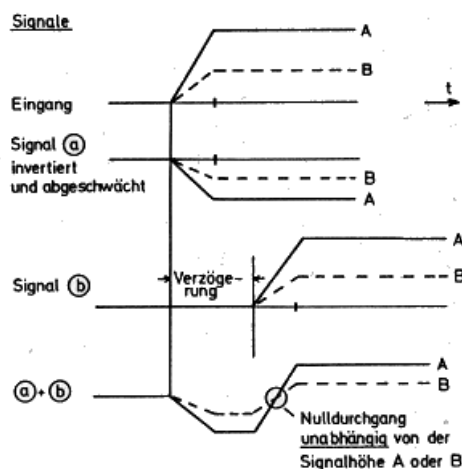 Signale
A
B
Eingang
t
Signal ⓐ
invertiert
und abgeschwächt
B
A
A
Verzöge-
rung
B
Signal ⓑ
A
B
ⓐ+ⓑ
Nulldurchgang
unabhängig von der
Signalhöhe A oder B